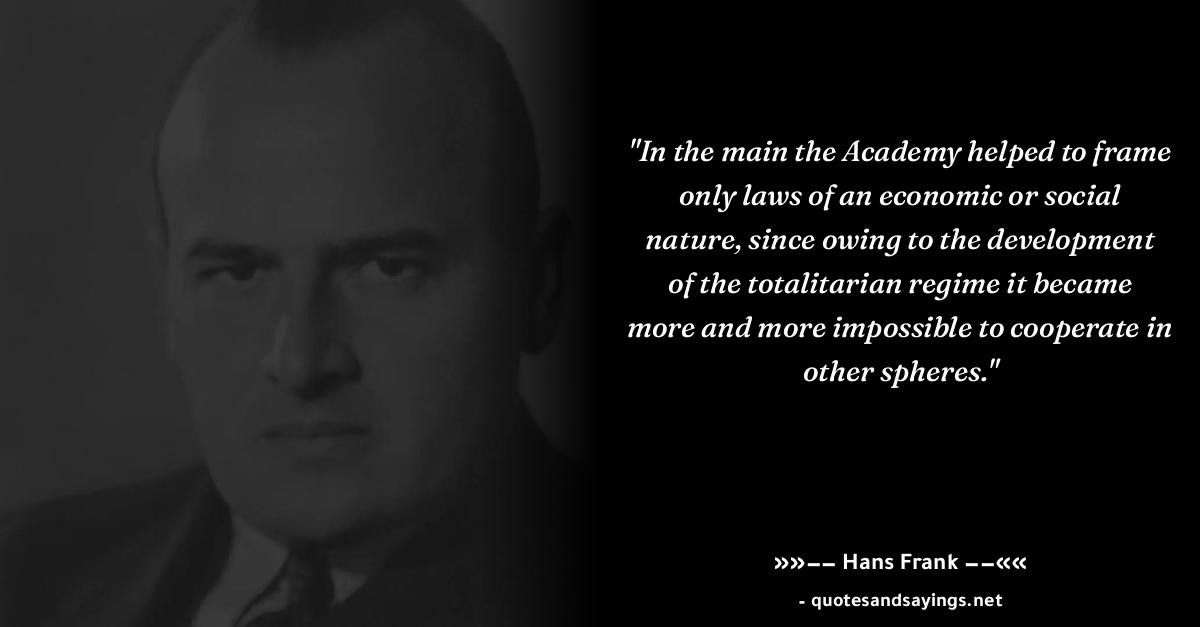 "In the main the Academy helped to frame
only laws of an economic or social
nature, since owing to the development
of the totalitarian regime it became
more and more impossible to cooperate in
other spheres."
»»−− Hans Frank −−««
- quotesandsayings.net